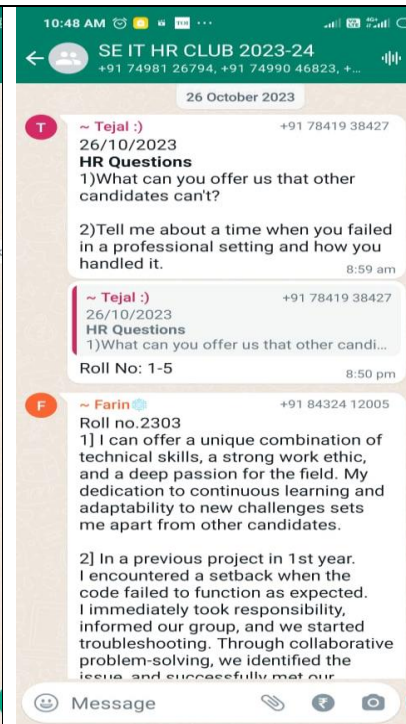 10:48 AM
SE IT HR CLUB 2023-24
+91 74981 26794, +91 74990 46823, +...
26 October 2023
T
~ Tejal :) +91 78419 38427
26/10/2023
HR Questions
1)What can you offer us that other
candidates can't?
2)Tell me about a time when you failed
in a professional setting and how you
handled it.
8:59 am
~ Tejal :) +91 78419 38427
26/10/2023
HR Questions
1)What can you offer us that other candi...
Roll No: 1-5
8:50 pm
F
~ Farin +91 84324 12005
Roll no.2303
1] I can offer a unique combination of
technical skills, a strong work ethic,
and a deep passion for the field. My
dedication to continuous learning and
adaptability to new challenges sets
me apart from other candidates.
2] In a previous project in 1st year.
I encountered a setback when the
code failed to function as expected.
I immediately took responsibility,
informed our group, and we started
troubleshooting. Through collaborative
problem-solving, we identified the
issue, and successfully met our
Message